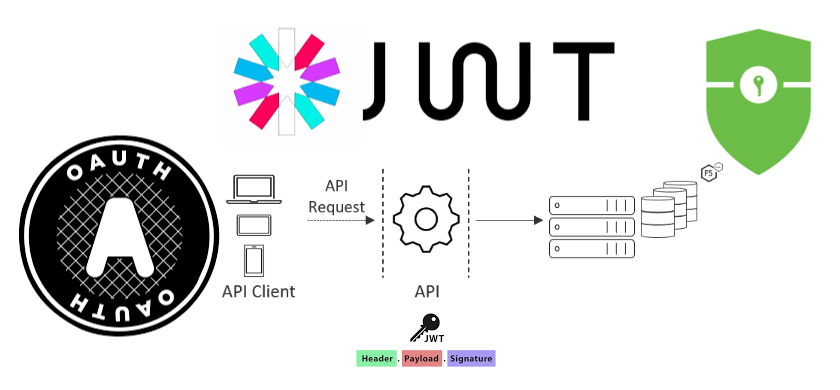 JWT
OAUTH
OAUTH
API
Request
F5
API Client
API
JWT
Header . Payload . Signature